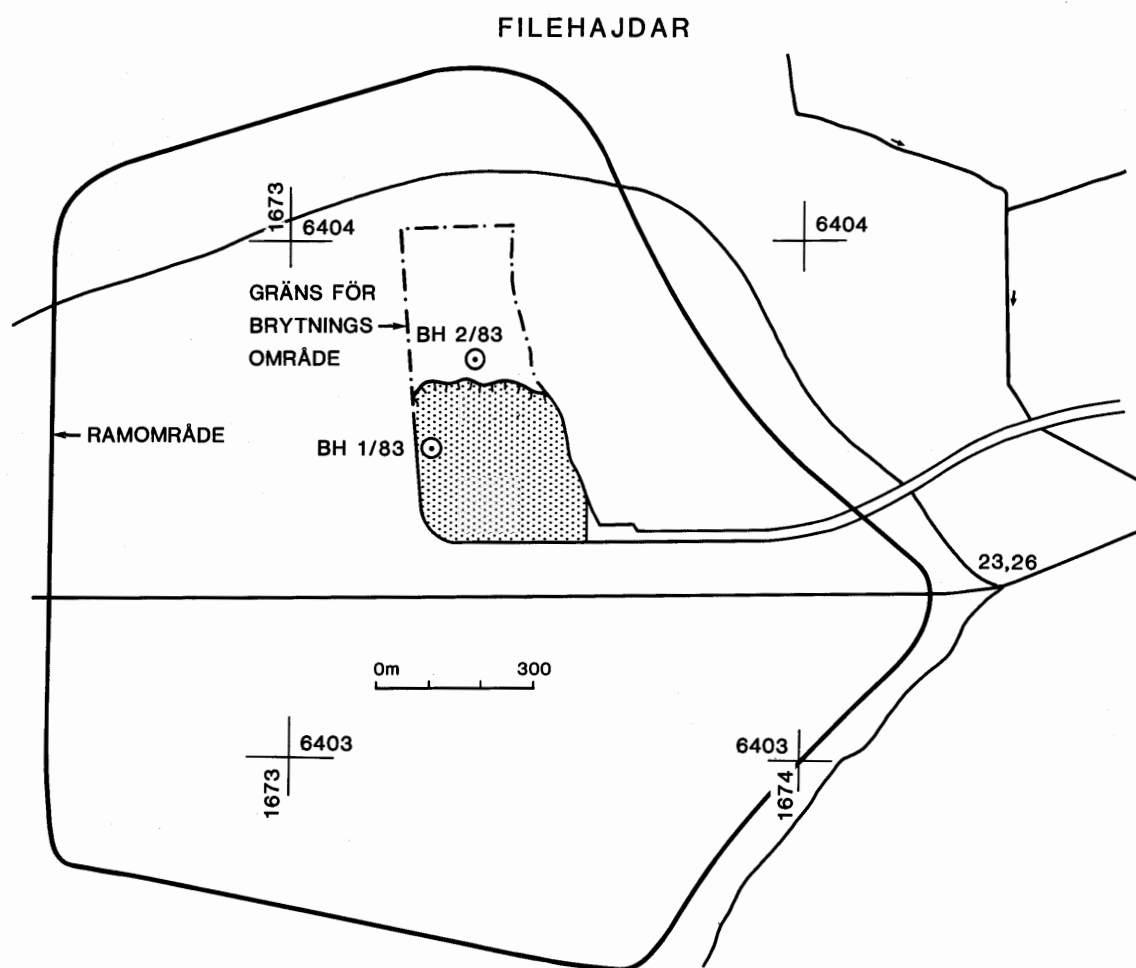 FILEHAJDAR
1673
6404
6404
GRÄNS FÖR
BRYTNINGS
OMRÅDE
BH 2/83
RAMOMRÅDE
BH 1/83
23,26
0m 300
6403
1673
6403
1674